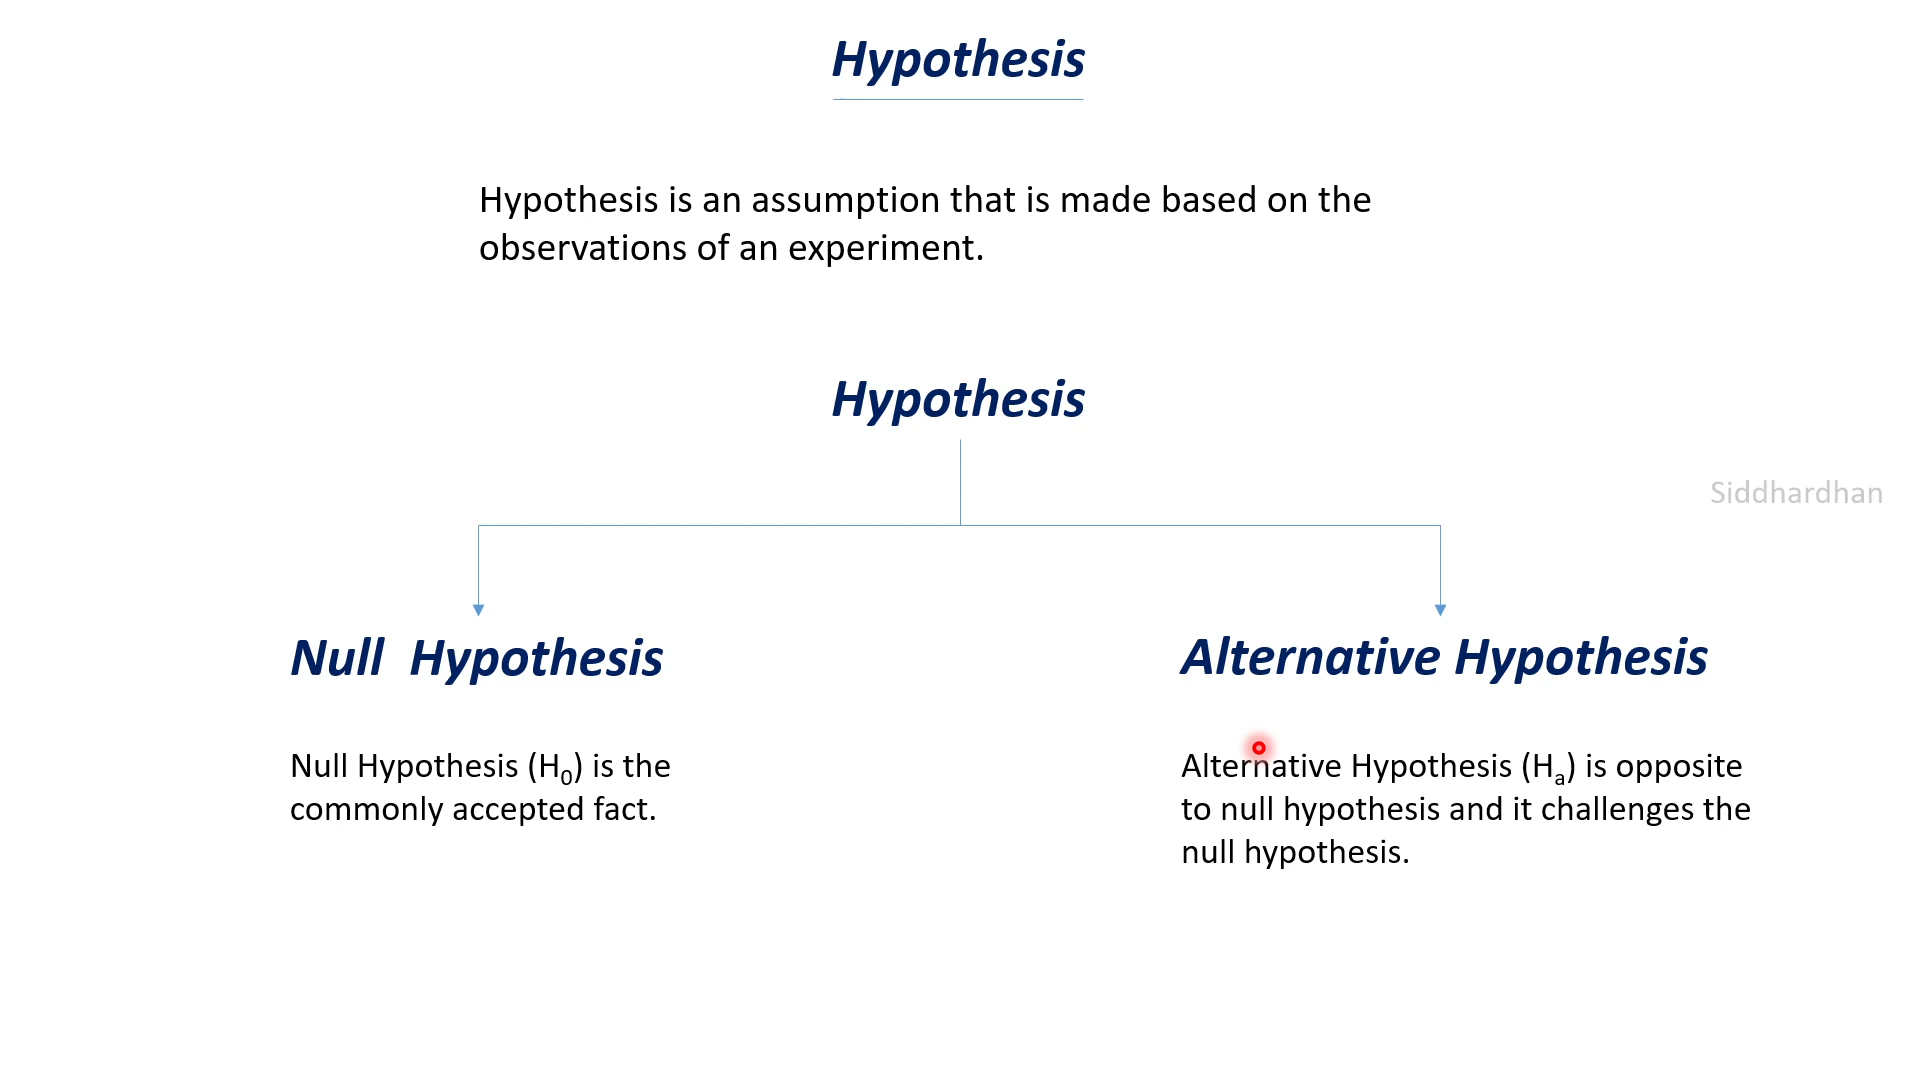 Hypothesis
Hypothesis is an assumption that is made based on the
observations of an experiment.
Hypothesis
Siddhardhan
Null  Hypothesis
Null Hypothesis (H₀) is the
commonly accepted fact.
Alternative Hypothesis
Alternative Hypothesis (Hₐ) is opposite
to null hypothesis and it challenges the
null hypothesis.